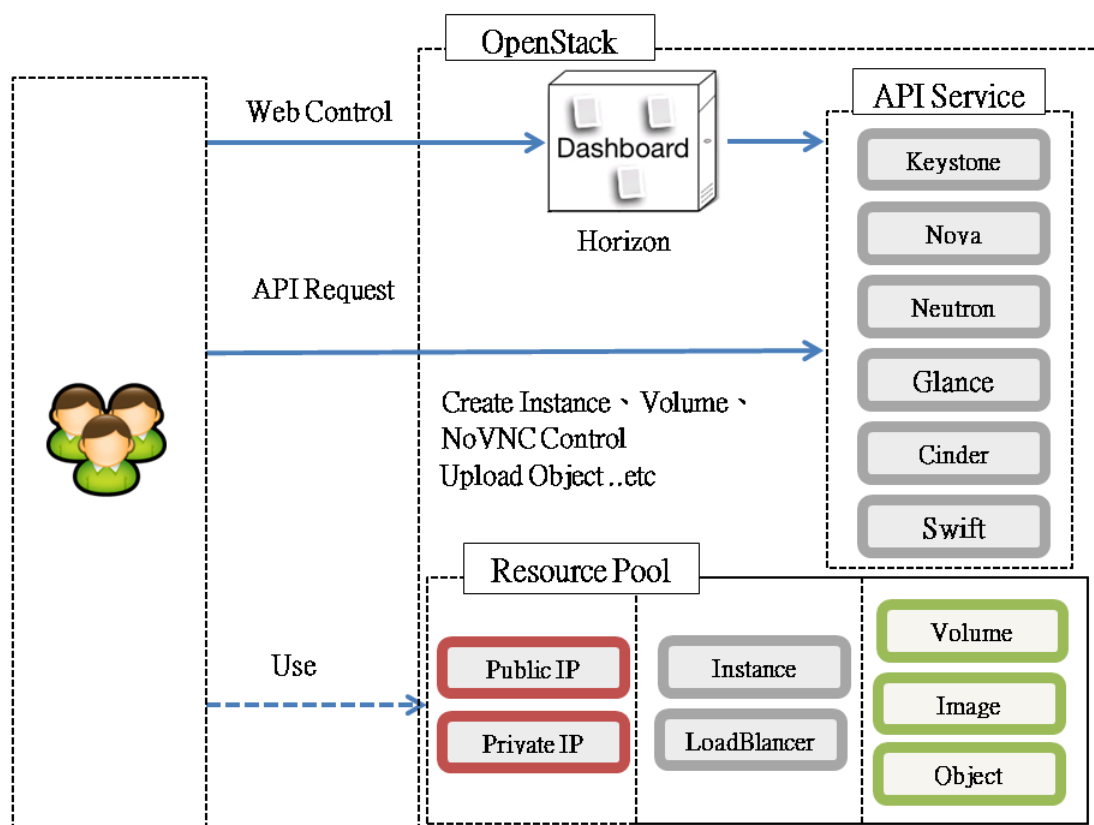 OpenStack
Web Control
Dashboard
Horizon
API Service
Keystone
Nova
Neutron
Glance
Cinder
Swift
API Request
Create Instance、Volume、
NoVNC Control
Upload Object ..etc
Resource Pool
Use
Public IP
Private IP
Instance
LoadBlancer
Volume
Image
Object